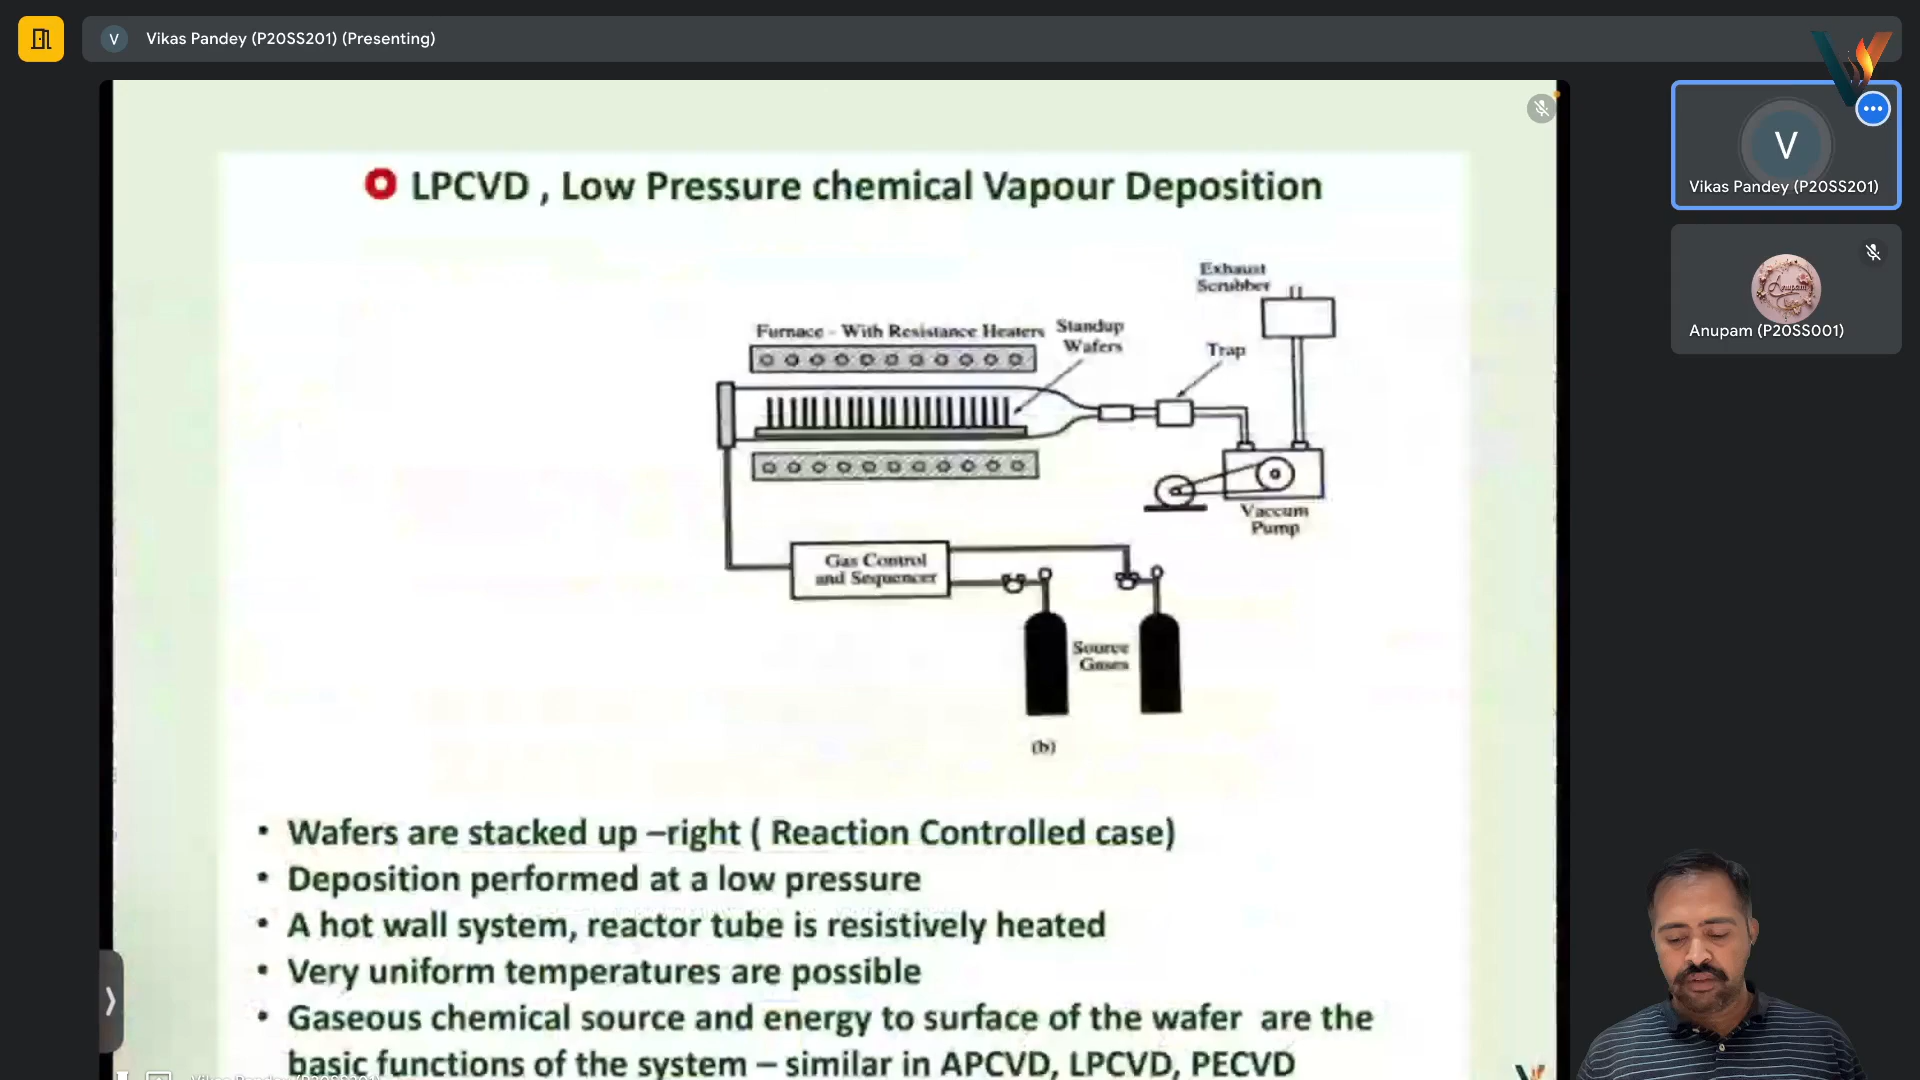 V Vikas Pandey (P20SS201) (Presenting)
LPCVD , Low Pressure chemical Vapour Deposition
Exhaust
Scrubber
Furnace - With Resistance Heaters
Standup
Wafers
Trap
Vaccum
Pump
Gas Control
and Sequencer
Source
Gases
(b)
• Wafers are stacked up –right ( Reaction Controlled case)
• Deposition performed at a low pressure
• A hot wall system, reactor tube is resistively heated
• Very uniform temperatures are possible
• Gaseous chemical source and energy to surface of the wafer are the
basic functions of the system – similar in APCVD, LPCVD, PECVD
Vikas Pandey (P20SS201)
V
Vikas Pandey (P20SS201)
Anupam
Anupam (P20SS001)